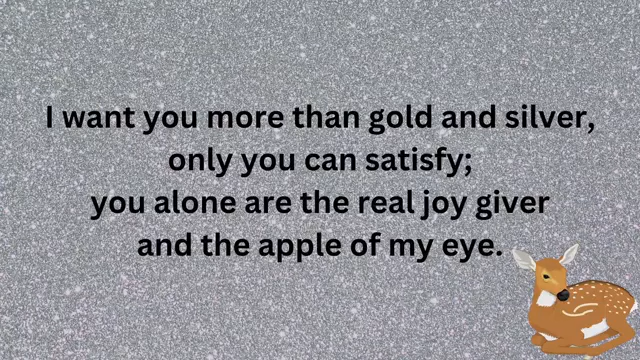 I want you more than gold and silver,
only you can satisfy;
you alone are the real joy giver
and the apple of my eye.